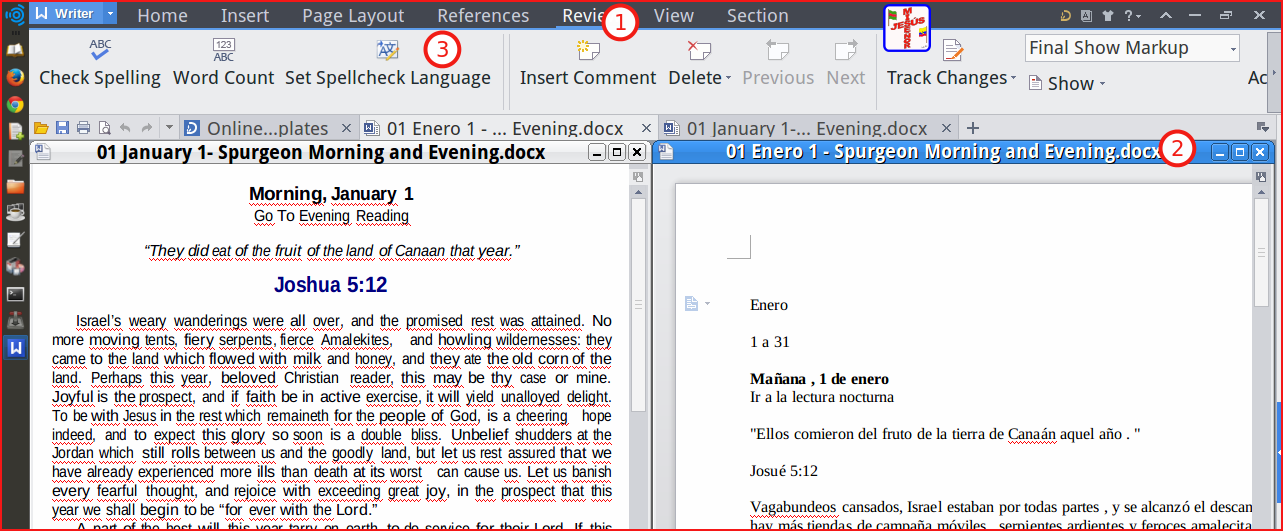 Writer
Home Insert Page Layout References Revie 1 View Section
JESÚS
?
ABC
Check Spelling
123
ABC
Word Count
Set Spellcheck Language
3
Insert Comment
Delete
Previous
Next
Track Changes
Final Show Markup
Show
Ac
Online...plates
01 Enero 1 - ... Evening.docx
01 January 1-... Evening.docx
01 January 1- Spurgeon Morning and Evening.docx
Morning, January 1
Go To Evening Reading
“They did eat of the fruit of the land of Canaan that year.”
Joshua 5:12
Israel’s weary wanderings were all over, and the promised rest was attained. No
more moving tents, fiery serpents, fierce Amalekites, and howling wildernesses: they
came to the land which flowed with milk and honey, and they ate the old corn of the
land. Perhaps this year, beloved Christian reader, this may be thy case or mine.
Joyful is the prospect, and if faith be in active exercise, it will yield unalloyed delight.
To be with Jesus in the rest which remaineth for the people of God, is a cheering hope
indeed, and to expect this glory so soon is a double bliss. Unbelief shudders at the
Jordan which still rolls between us and the goodly land, but let us rest assured that we
have already experienced more ills than death at its worst can cause us. Let us banish
every fearful thought, and rejoice with exceeding great joy, in the prospect that this
year we shall begin to be “for ever with the Lord.”
A part of the host will this year tarry on earth, to do service for their Lord. If this
01 Enero 1 - Spurgeon Morning and Evening.docx
2
Enero
1 a 31
Mañana , 1 de enero
Ir a la lectura nocturna
"Ellos comieron del fruto de la tierra de Canaán aquel año . "
Josué 5:12
Vagabundeos cansados, Israel estaban por todas partes , y se alcanzó el descan
hay más tiendas de campaña móviles , serpientes ardientes y feroces amalecita